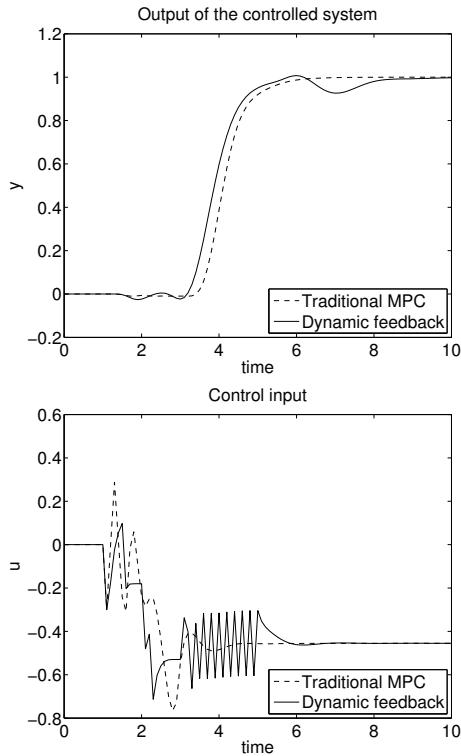 Output of the controlled system
1.2
1
0.8
0.6
0.4
0.2
0
−0.2
y
Traditional MPC
Dynamic feedback
0 2 4 6 8 10
time
Control input
0.6
0.4
0.2
0
−0.2
−0.4
−0.6
−0.8
u
Traditional MPC
Dynamic feedback
0 2 4 6 8 10
time